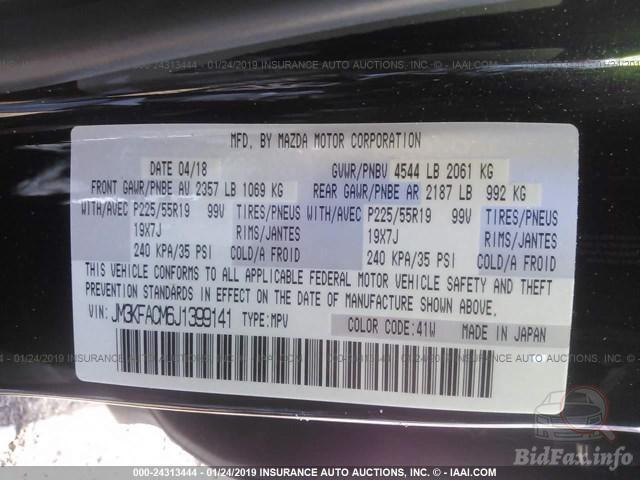 000-24313444 - 01/24/2019 INSURANCE AUTO AUCTIONS - © - IAAI.COM
MFD. BY MAZDA MOTOR CORPORATION
DATE 04/18 GVWR/PNBV 4544 LB 2061 KG
FRONT GAWR/PNBE AV 2357 LB 1069 KG REAR GAWR/PNBE AR 2187 LB 992 KG
WITH/AVEC P225/55R19 99V TIRES/PNEUS WITH/AVEC P225/55R19 99V TIRES/PNEUS
19X7J RIMS/JANTES 19X7J RIMS/JANTES
240 KPA/35 PSI COLD/A FROID 240 KPA/35 PSI COLD/A FROID
THIS VEHICLE CONFORMS TO ALL APPLICABLE FEDERAL MOTOR VEHICLE SAFETY AND THEFT
PREVENTION STANDARDS IN EFFECT ON THE DATE OF MANUFACTURE SHOWN ABOVE.
VIN: JM3KFACM6J1399141 TYPE:MPV COLOR CODE:41W MADE IN JAPAN
BidFax.info
000-24313444 - 01/24/2019 INSURANCE AUTO AUCTIONS - © - IAAI.COM